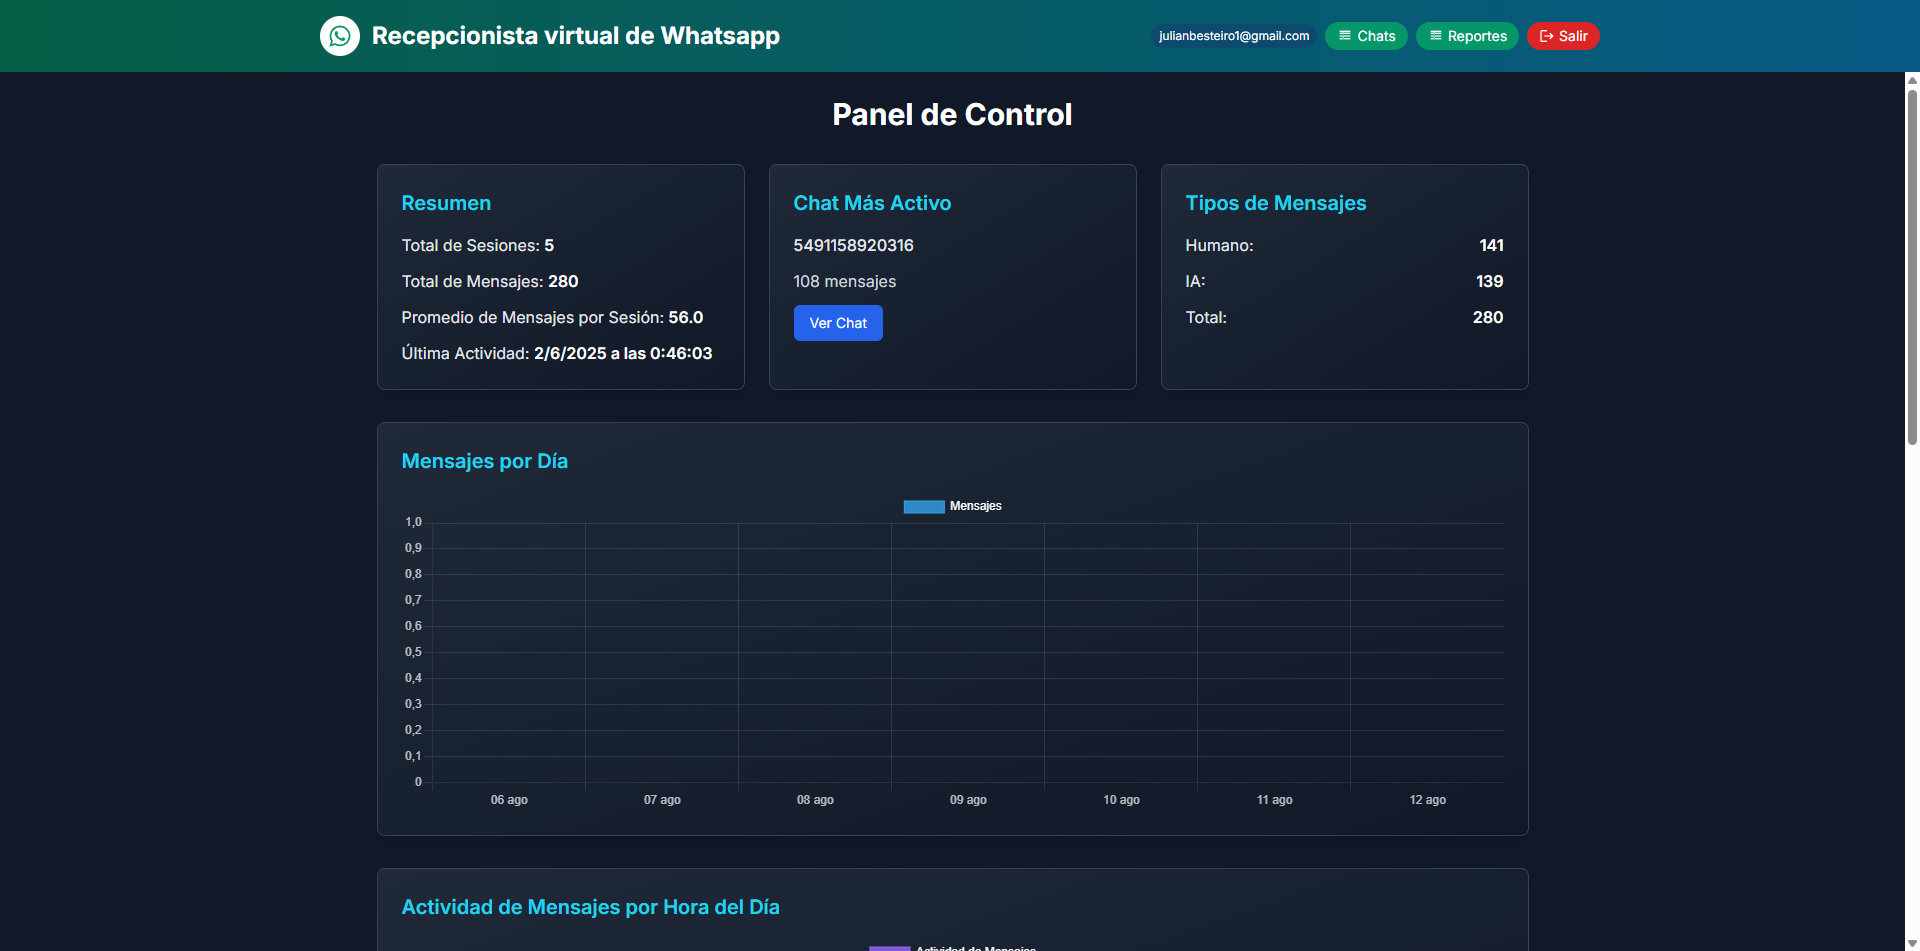 Recepcionista virtual de Whatsapp
julianbesteiro1@gmail.com
Chats
Reportes
Salir
Panel de Control
Resumen
Total de Sesiones: 5
Total de Mensajes: 280
Promedio de Mensajes por Sesión: 56.0
Última Actividad: 2/6/2025 a las 0:46:03
Chat Más Activo
5491158920316
108 mensajes
Ver Chat
Tipos de Mensajes
Humano: 141
IA: 139
Total: 280
Mensajes por Día
Mensajes
1,0
0,9
0,8
0,7
0,6
0,5
0,4
0,3
0,2
0,1
0
06 ago 07 ago 08 ago 09 ago 10 ago 11 ago 12 ago
Actividad de Mensajes por Hora del Día
Actividad de Mensajes